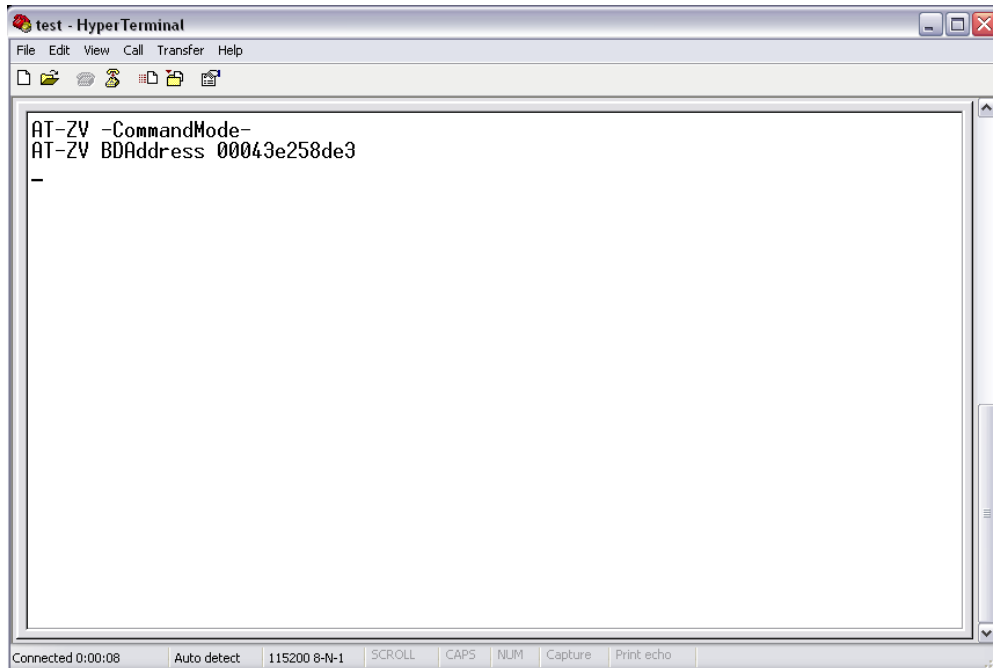 test - HyperTerminal
File Edit View Call Transfer Help
AT-ZV -CommandMode-
AT-ZV BDAddress 00043e258de3
Connected 0:00:08 Auto detect 115200 8-N-1 SCROLL CAPS NUM Capture Print echo